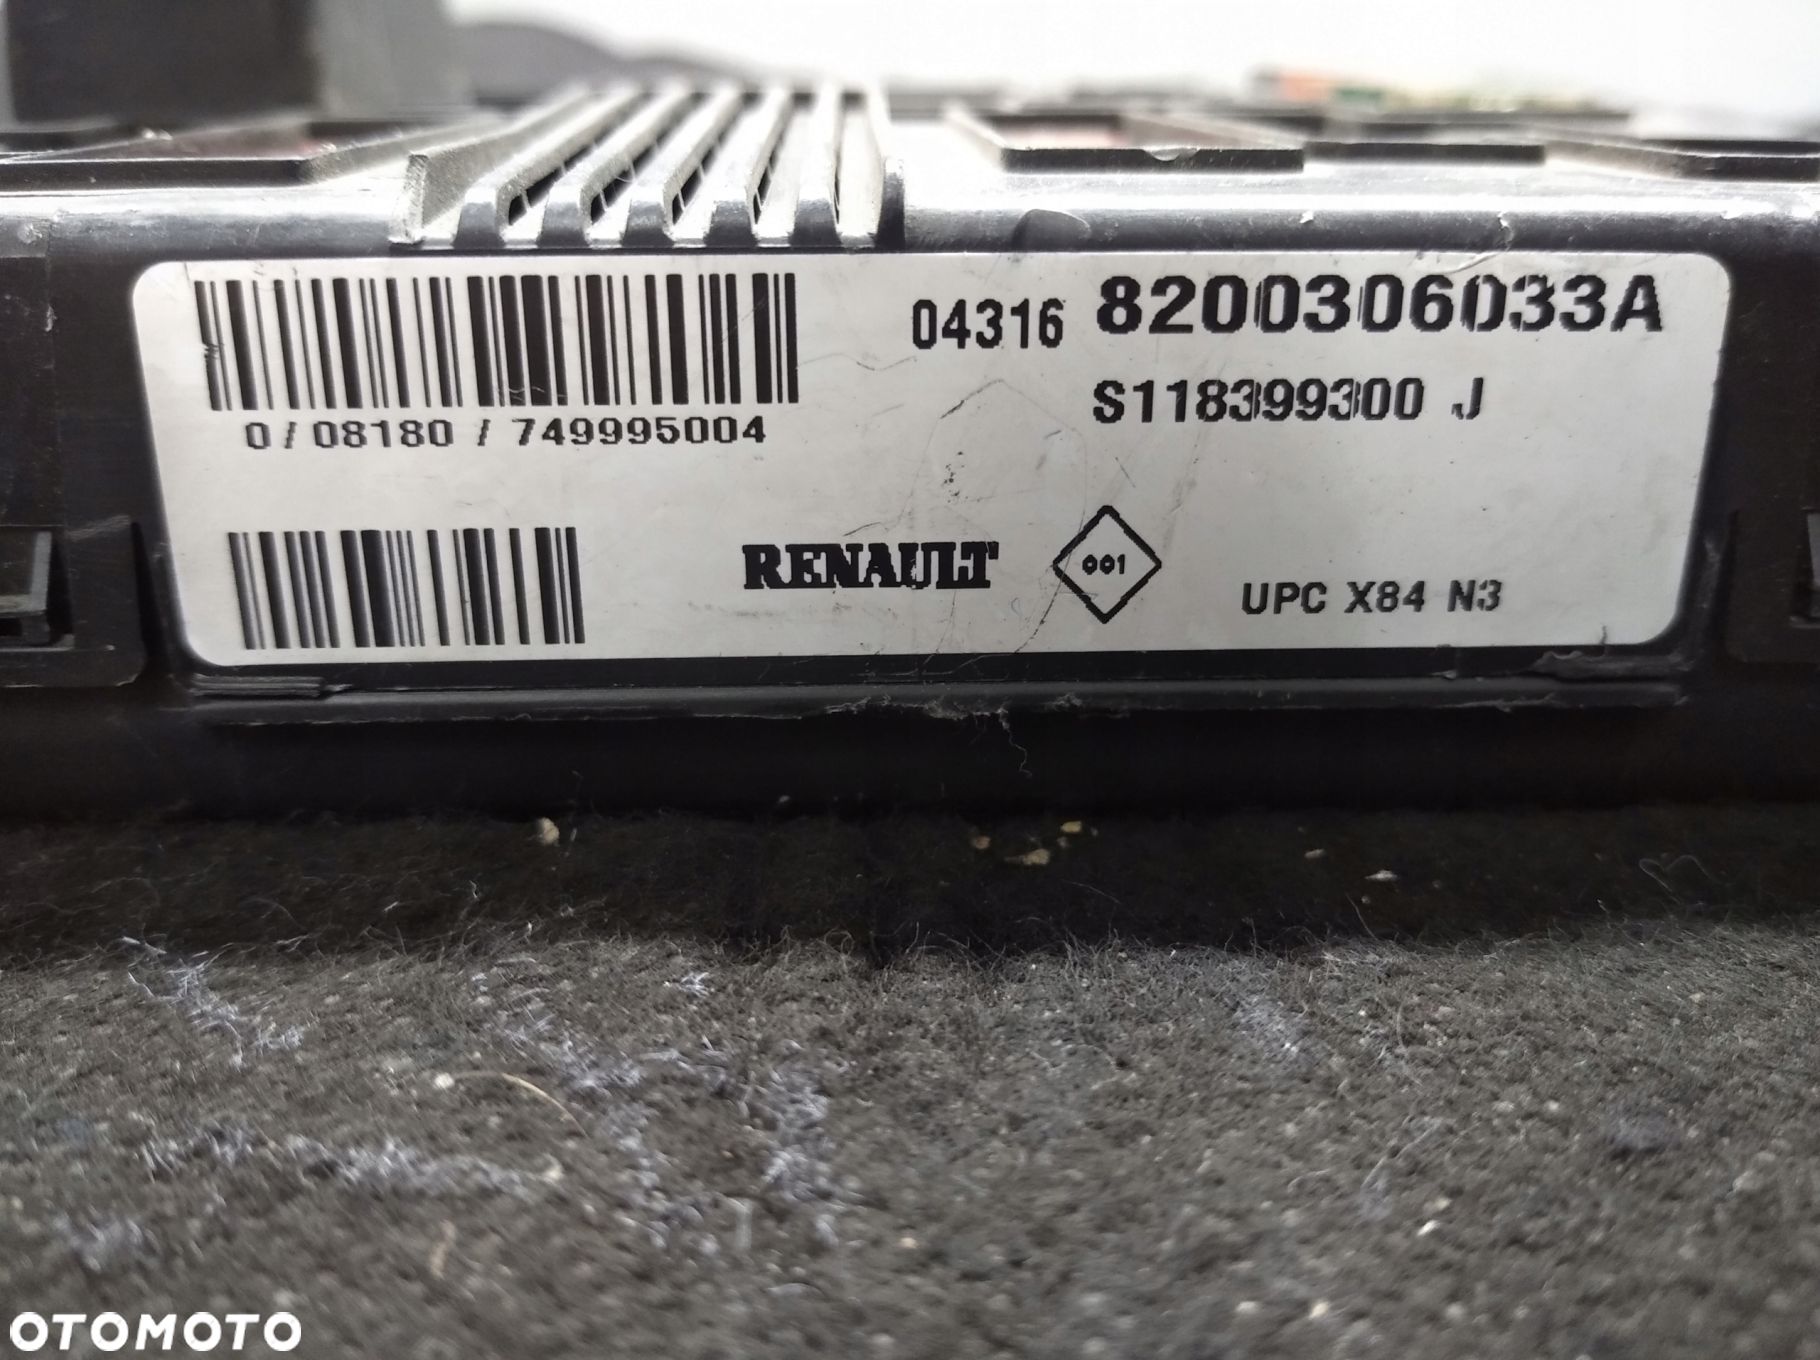 04316 8200306033A
S118399300 J
0/08180/749995004
RENAULT 001 UPC X84 N3
OTOMOTO